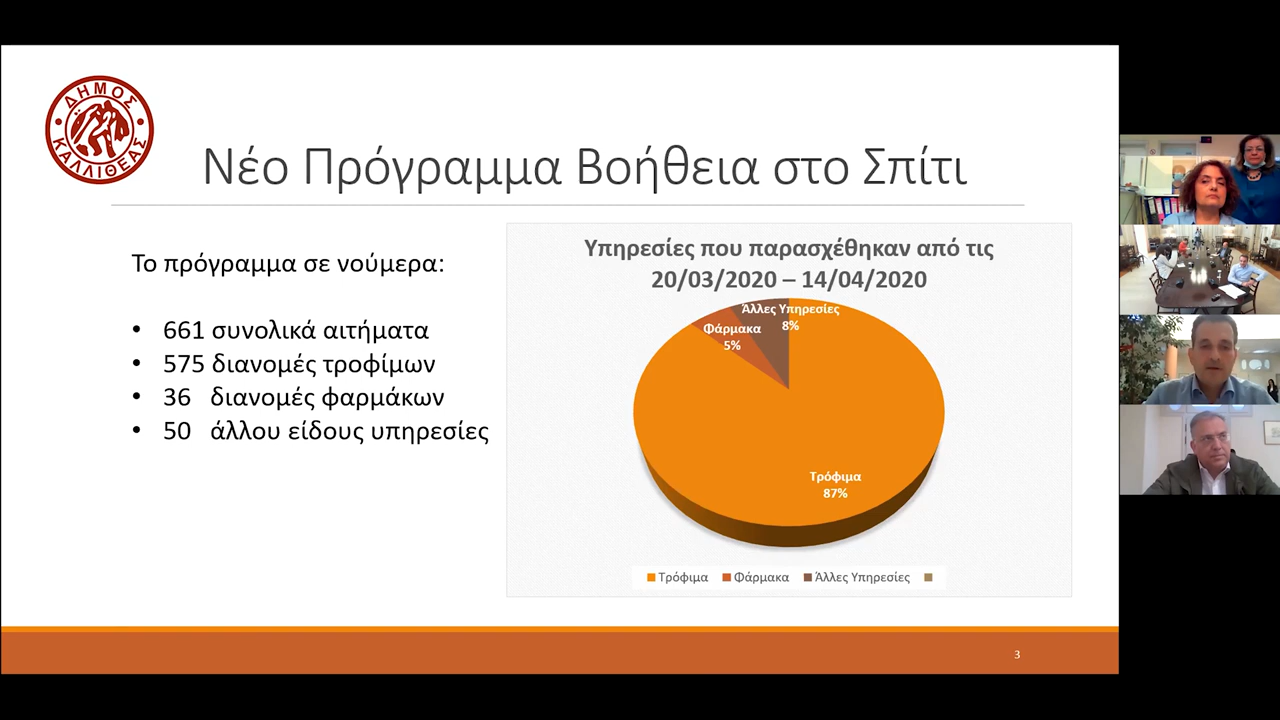 ΔΗΜΟΣ
ΚΑΛΛΙΘΕΑΣ
Νέο Πρόγραμμα Βοήθεια στο Σπίτι
Το πρόγραμμα σε νούμερα:
• 661 συνολικά αιτήματα
• 575 διανομές τροφίμων
• 36 διανομές φαρμάκων
• 50 άλλου είδους υπηρεσίες
Υπηρεσίες που παρασχέθηκαν από τις
20/03/2020 – 14/04/2020
Άλλες Υπηρεσίες
8%
Φάρμακα
5%
Τρόφιμα
87%
Τρόφιμα Φάρμακα Άλλες Υπηρεσίες
3